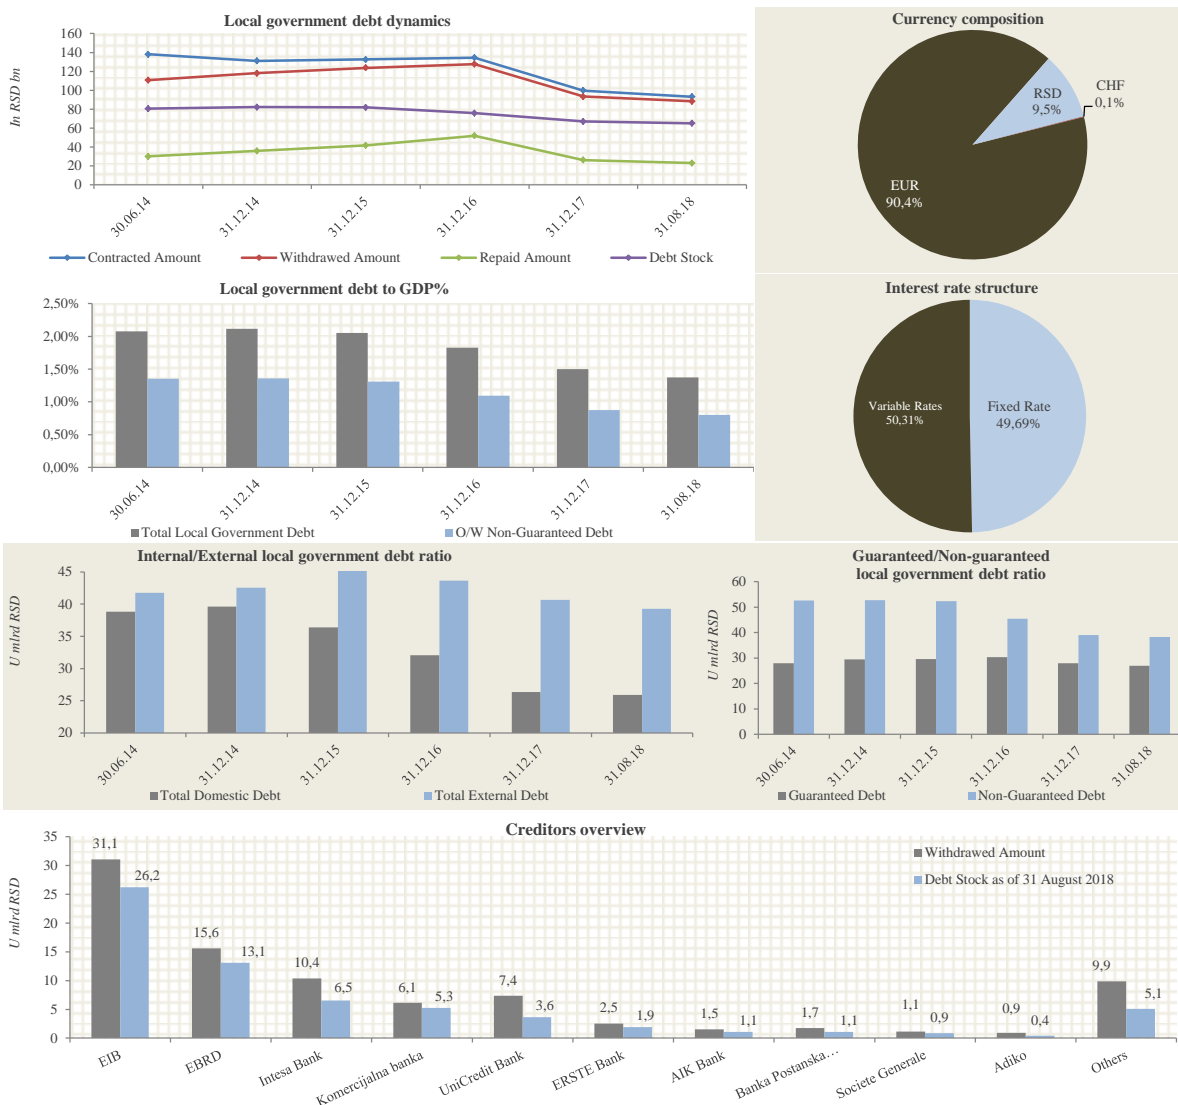 Local government debt dynamics
In RSD bn
160
140
120
100
80
60
40
20
0
30.06.14
31.12.14
31.12.15
31.12.16
31.12.17
31.08.18
Contracted Amount
Withdrawed Amount
Repaid Amount
Debt Stock
Currency composition
RSD
9,5%
CHF
0,1%
EUR
90,4%
Local government debt to GDP%
2,50%
2,00%
1,50%
1,00%
0,50%
0,00%
30.06.14
31.12.14
31.12.15
31.12.16
31.12.17
31.08.18
Total Local Government Debt
O/W Non-Guaranteed Debt
Interest rate structure
Variable Rates
50,31%
Fixed Rate
49,69%
Internal/External local government debt ratio
U mlrd RSD
45
40
35
30
25
20
30.06.14
31.12.14
31.12.15
31.12.16
31.12.17
31.08.18
Total Domestic Debt
Total External Debt
Guaranteed/Non-guaranteed
local government debt ratio
U mlrd RSD
60
50
40
30
20
10
0
30.06.14
31.12.14
31.12.15
31.12.16
31.12.17
31.08.18
Guaranteed Debt
Non-Guaranteed Debt
Creditors overview
U mlrd RSD
35
30
25
20
15
10
5
0
Withdrawed Amount
Debt Stock as of 31 August 2018
31,1
26,2
15,6
13,1
10,4
6,5
6,1
5,3
7,4
3,6
2,5
1,9
1,5
1,1
1,7
1,1
1,1
0,9
0,9
0,4
9,9
5,1
EIB
EBRD
Intesa Bank
Komercijalna banka
UniCredit Bank
ERSTE Bank
AIK Bank
Banka Postanska…
Societe Generale
Adiko
Others